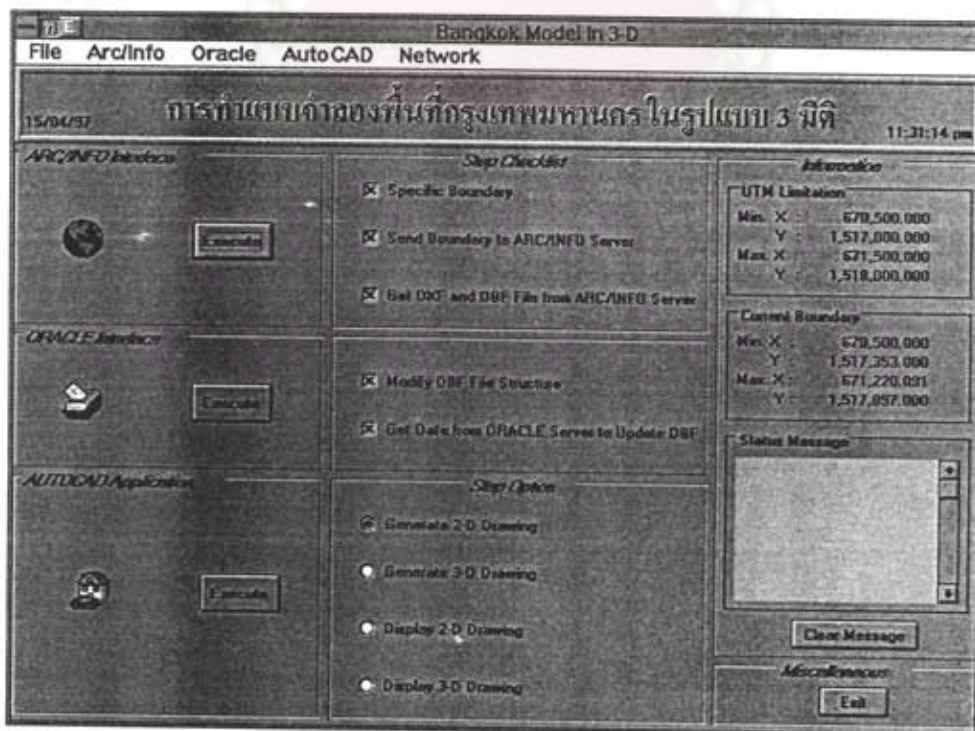 Bangkok Model In 3-D
File Arc/Info Oracle AutoCAD Network
15/04/97
การทำแบบจำลองพื้นที่กรุงเทพมหานคร ในรูปแบบ 3 มิติ
11:31:14 pm
ARC/INFO Interface
Execute
Step Checklist
Specific Boundary
Send Boundary to ARC/INFO Server
Get DXF and DBF File from ARC/INFO Server
ORACLE Interface
Execute
Modify DBF File Structure
Get Data from ORACLE Server to Update DBF
AUTOCAD Application
Execute
Step Option
Generate 2-D Drawing
Generate 3-D Drawing
Display 2-D Drawing
Display 3-D Drawing
Information
UTM Limitation
Min. X : 670,500.000
Y : 1,517,000.000
Max. X : 671,500.000
Y : 1,518,000.000
Current Boundary
Min. X : 670,500.000
Y : 1,517,353.000
Max. X : 671,220.091
Y : 1,517,857.000
Status Message
Clear Message
Miscellaneous
Exit